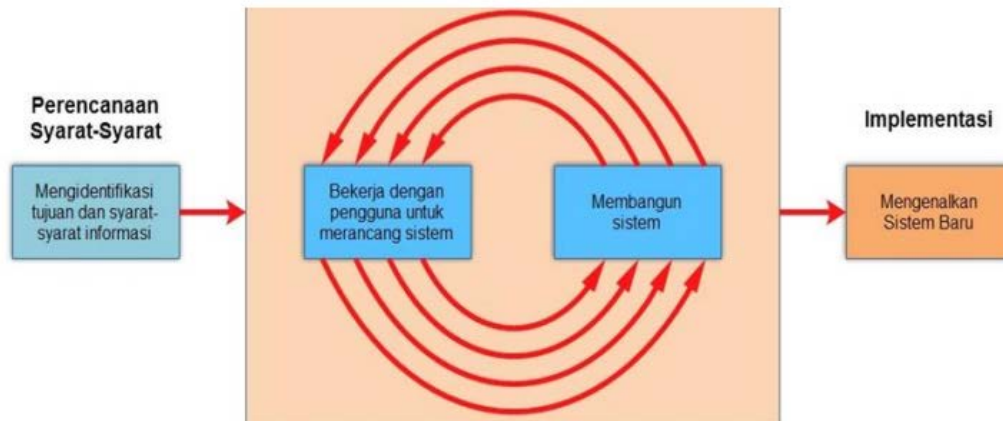 Perencanaan
Syarat-Syarat
Mengidentifikasi
tujuan dan syarat-
syarat informasi
Bekerja dengan
pengguna untuk
merancang sistem
Membangun
sistem
Implementasi
Mengenalkan
Sistem Baru